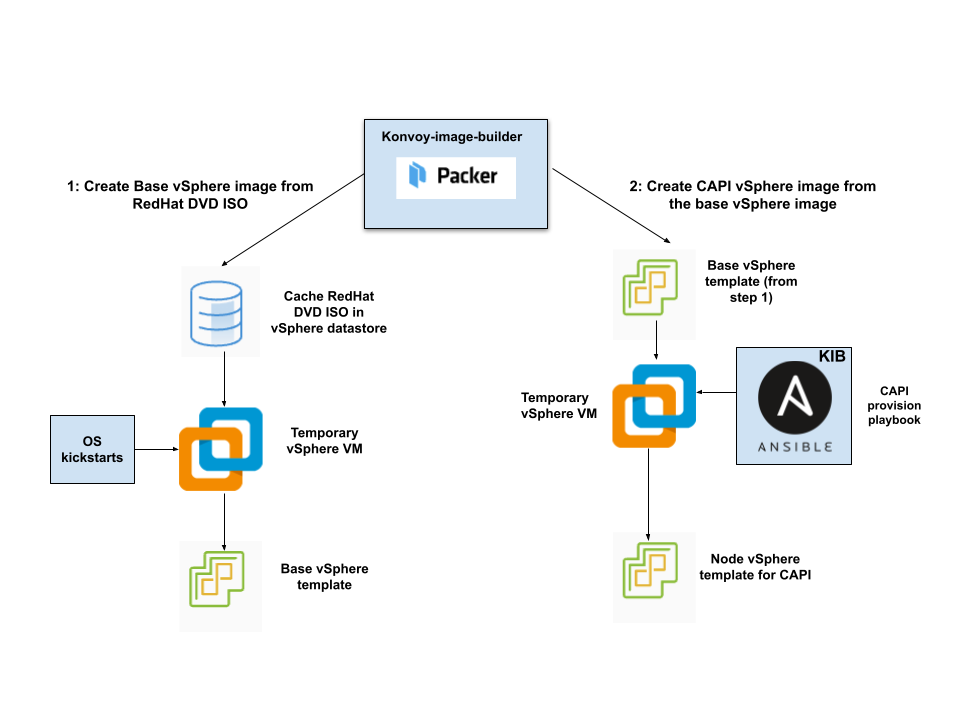 Konvoy-image-builder
Packer
1: Create Base vSphere image from
RedHat DVD ISO
2: Create CAPI vSphere image from
the base vSphere image
Cache RedHat
DVD ISO in
vSphere datastore
Base vSphere
template (from
step 1)
OS
kickstarts
Temporary
vSphere VM
Temporary
vSphere VM
KIB
ANSIBLE
CAPI
provision
playbook
Base vSphere
template
Node vSphere
template for CAPI